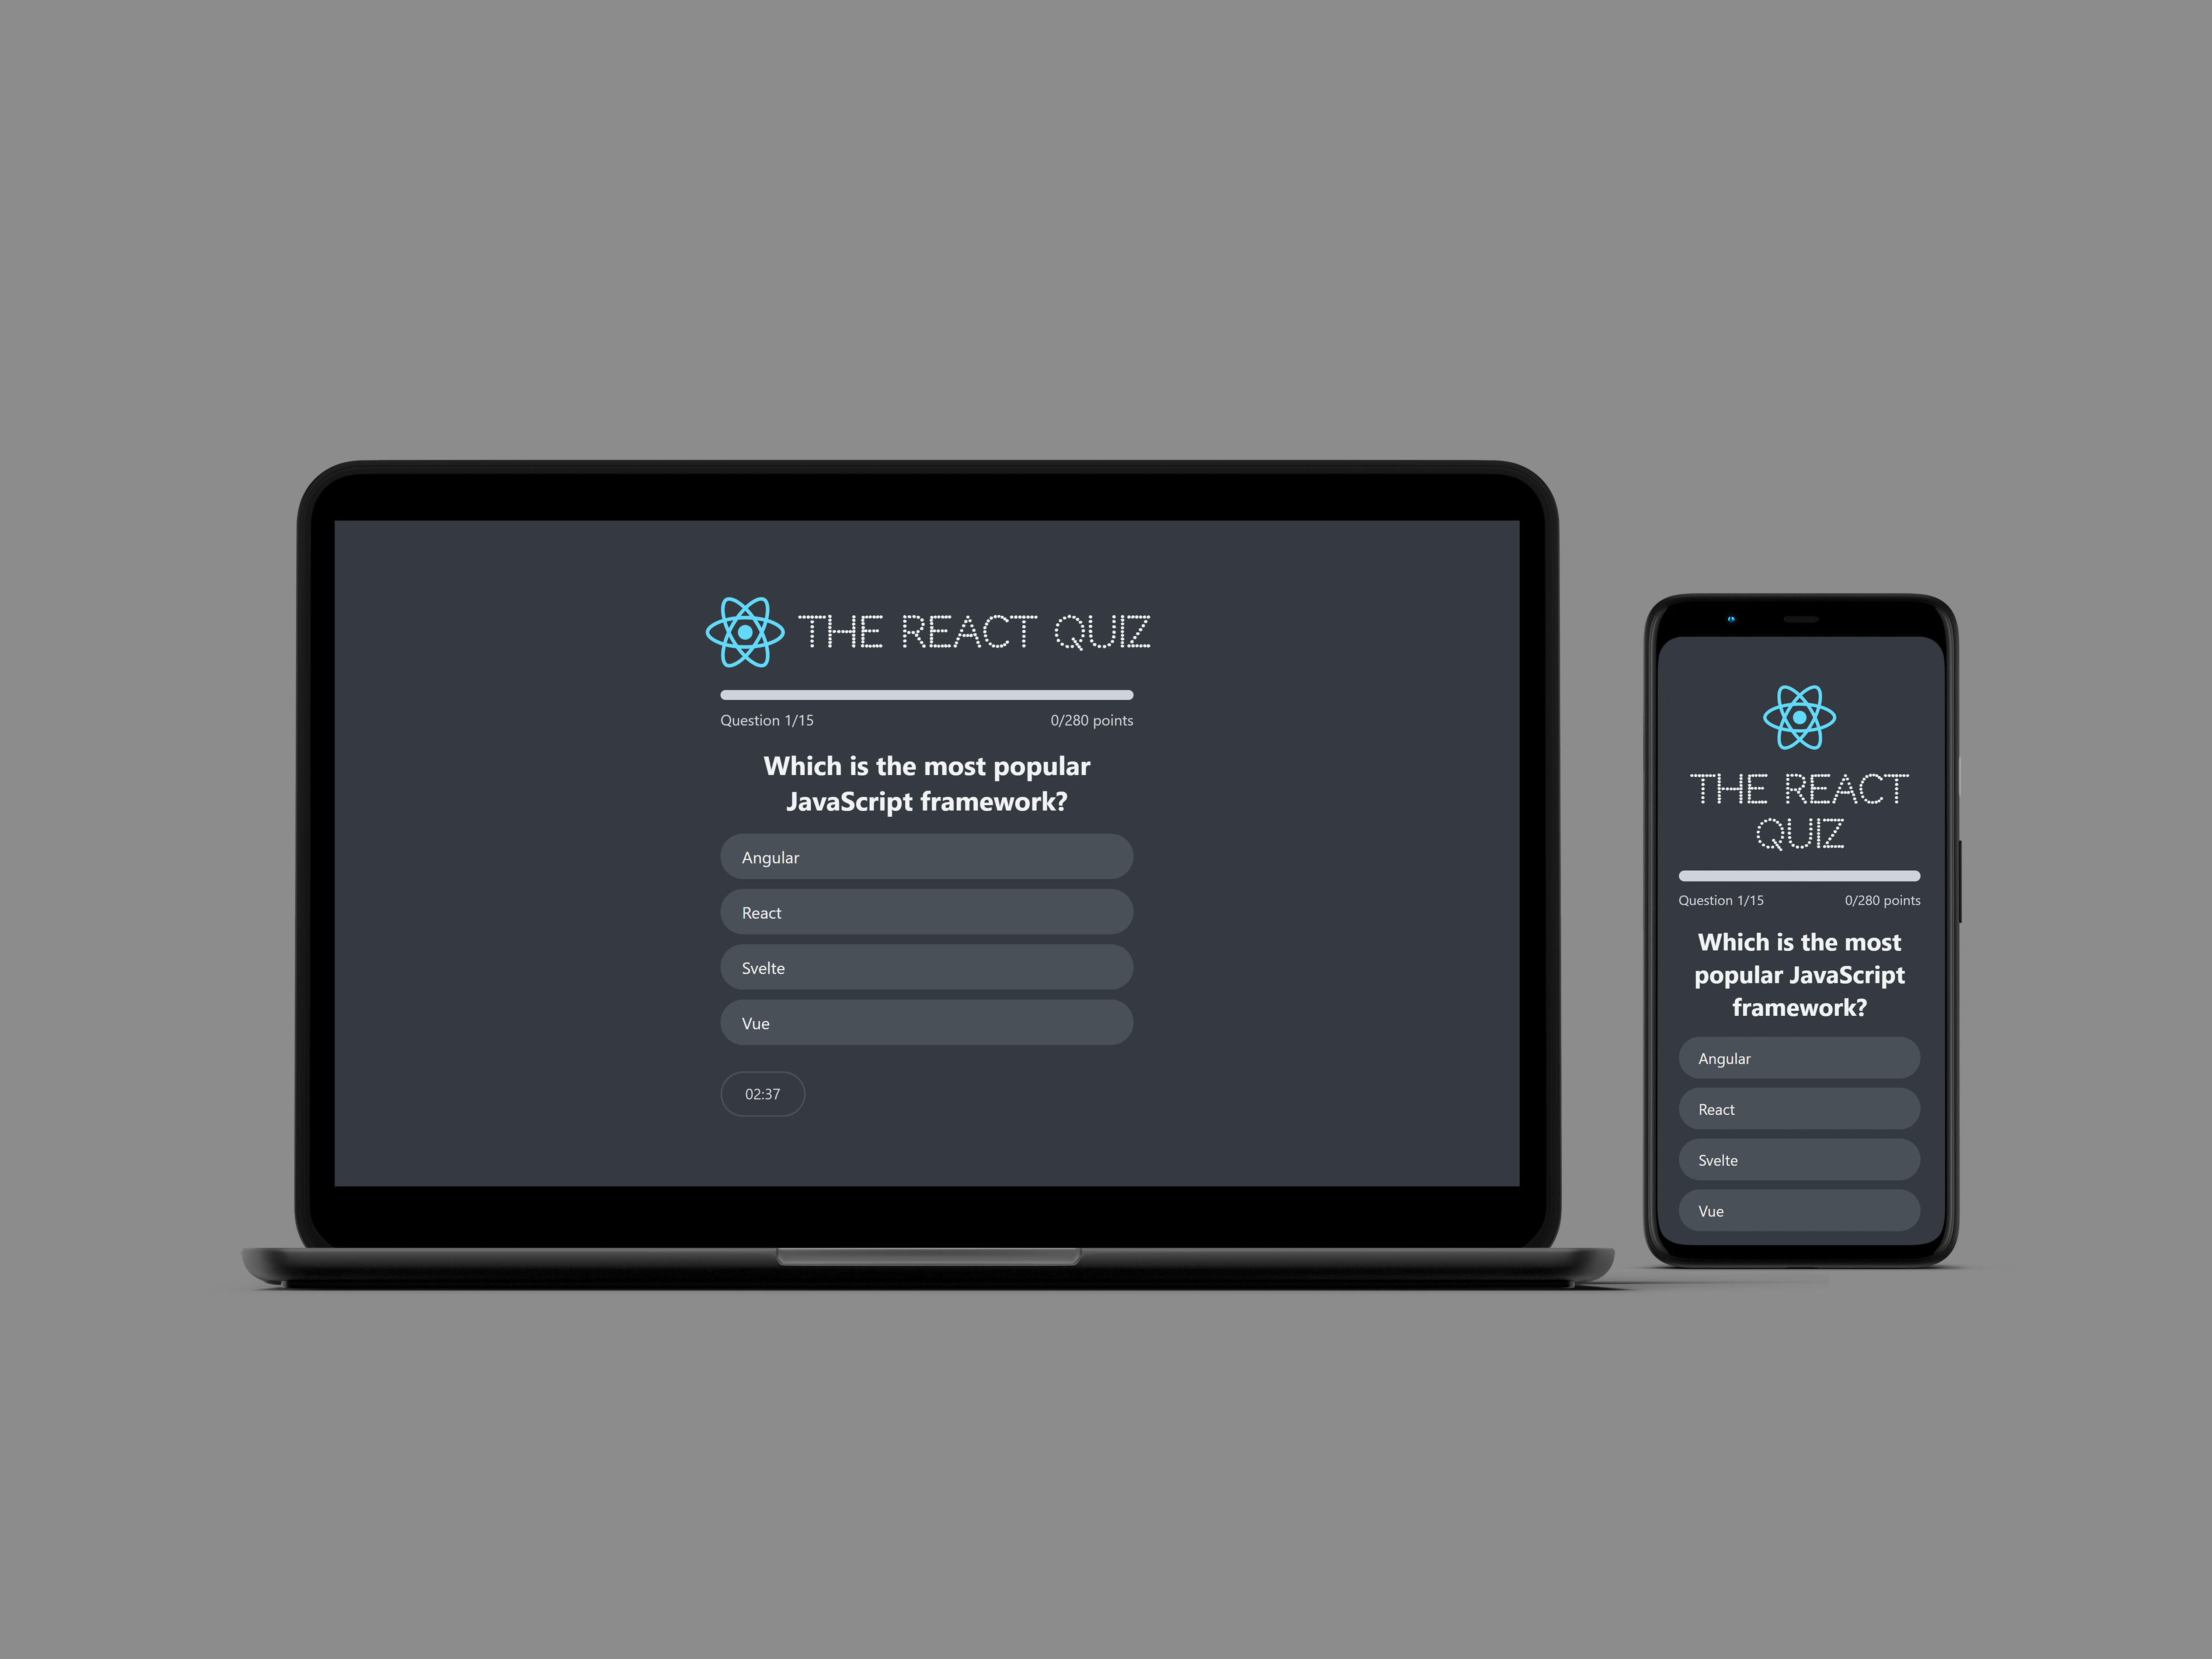 THE REACT QUIZ
Question 1/15 0/280 points
Which is the most popular
JavaScript framework?
Angular
React
Svelte
Vue
02:37
THE REACT
QUIZ
Question 1/15 0/280 points
Which is the most
popular JavaScript
framework?
Angular
React
Svelte
Vue